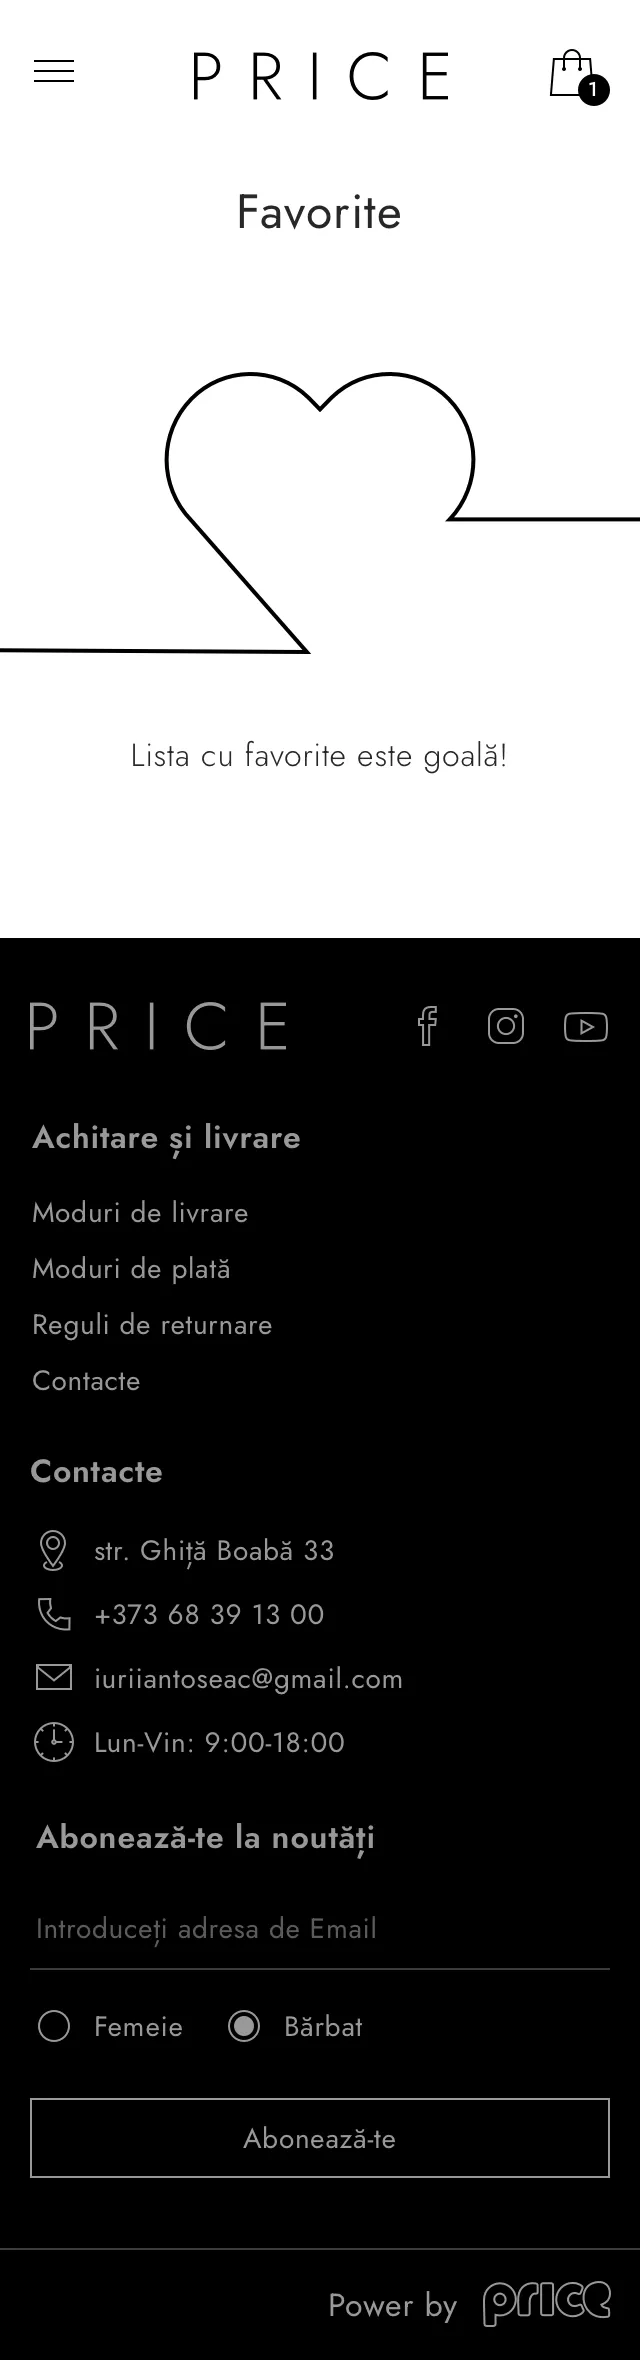 PRICE
1
Favorite
Lista cu favorite este goală!
PRICE
Achitare și livrare
Moduri de livrare
Moduri de plată
Reguli de returnare
Contacte
Contacte
str. Ghiță Boabă 33
+373 68 39 13 00
iuriiantoseac@gmail.com
Lun-Vin: 9:00-18:00
Abonează-te la noutăți
Introduceți adresa de Email
Femeie Bărbat
Abonează-te
Power by price